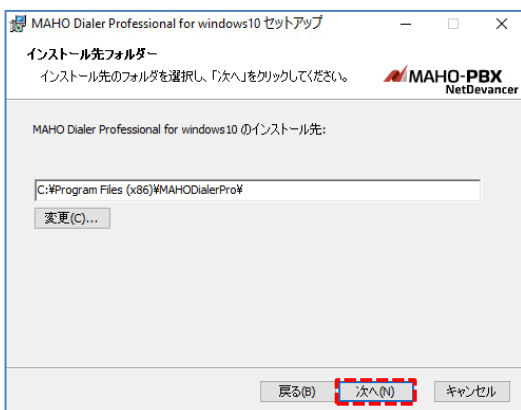 MAHO Dialer Professional for windows10 セットアップ
インストール先フォルダー
インストール先のフォルダを選択し、「次へ」をクリックしてください。
MAHO-PBX
NetDevancer
MAHO Dialer Professional for windows10 のインストール先:
C:¥Program Files (x86)¥MAHODialerPro¥
変更(C)...
戻る(B) 次へ(N) キャンセル